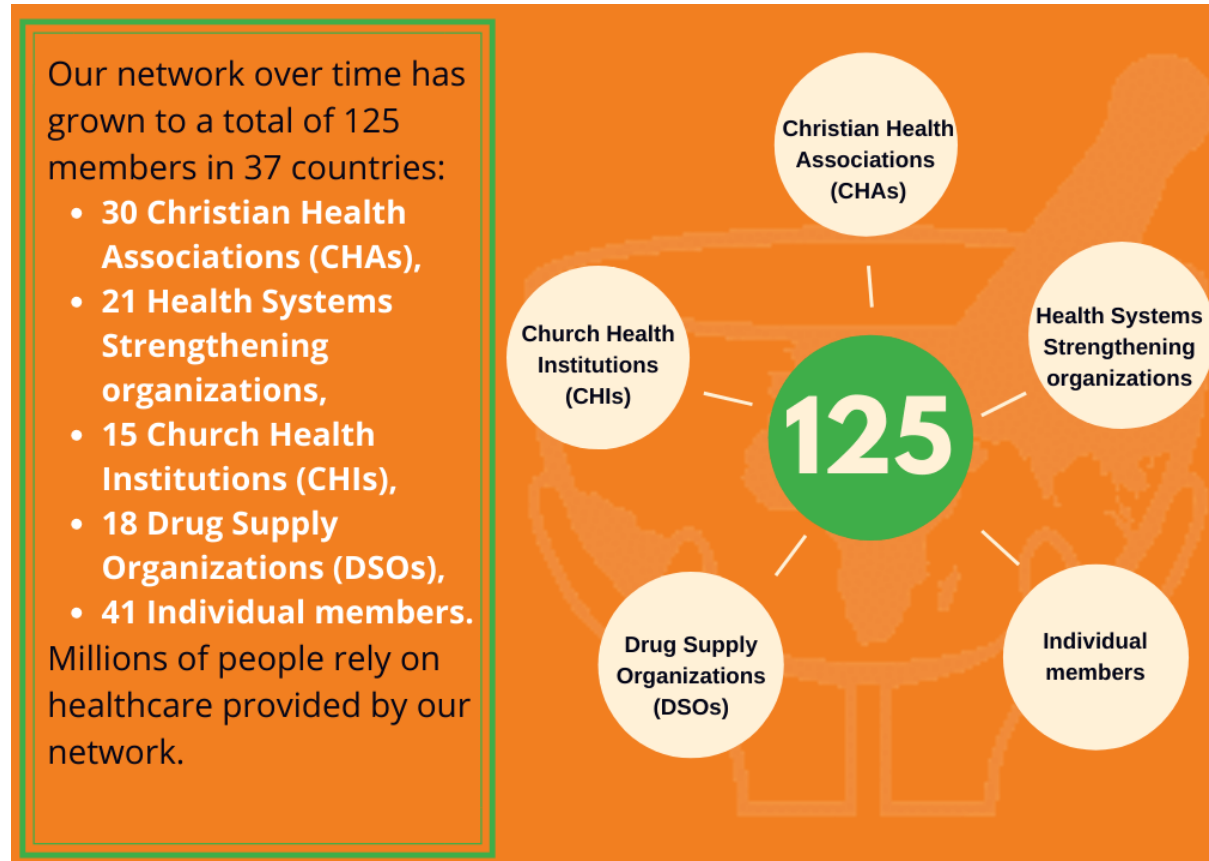 Our network over time has
grown to a total of 125
members in 37 countries:
• 30 Christian Health
Associations (CHAs),
• 21 Health Systems
Strengthening
organizations,
• 15 Church Health
Institutions (CHIs),
• 18 Drug Supply
Organizations (DSOs),
• 41 Individual members.
Millions of people rely on
healthcare provided by our
network.
Christian Health
Associations
(CHAs)
Health Systems
Strengthening
organizations
Church Health
Institutions
(CHIs)
125
Drug Supply
Organizations
(DSOs)
Individual
members